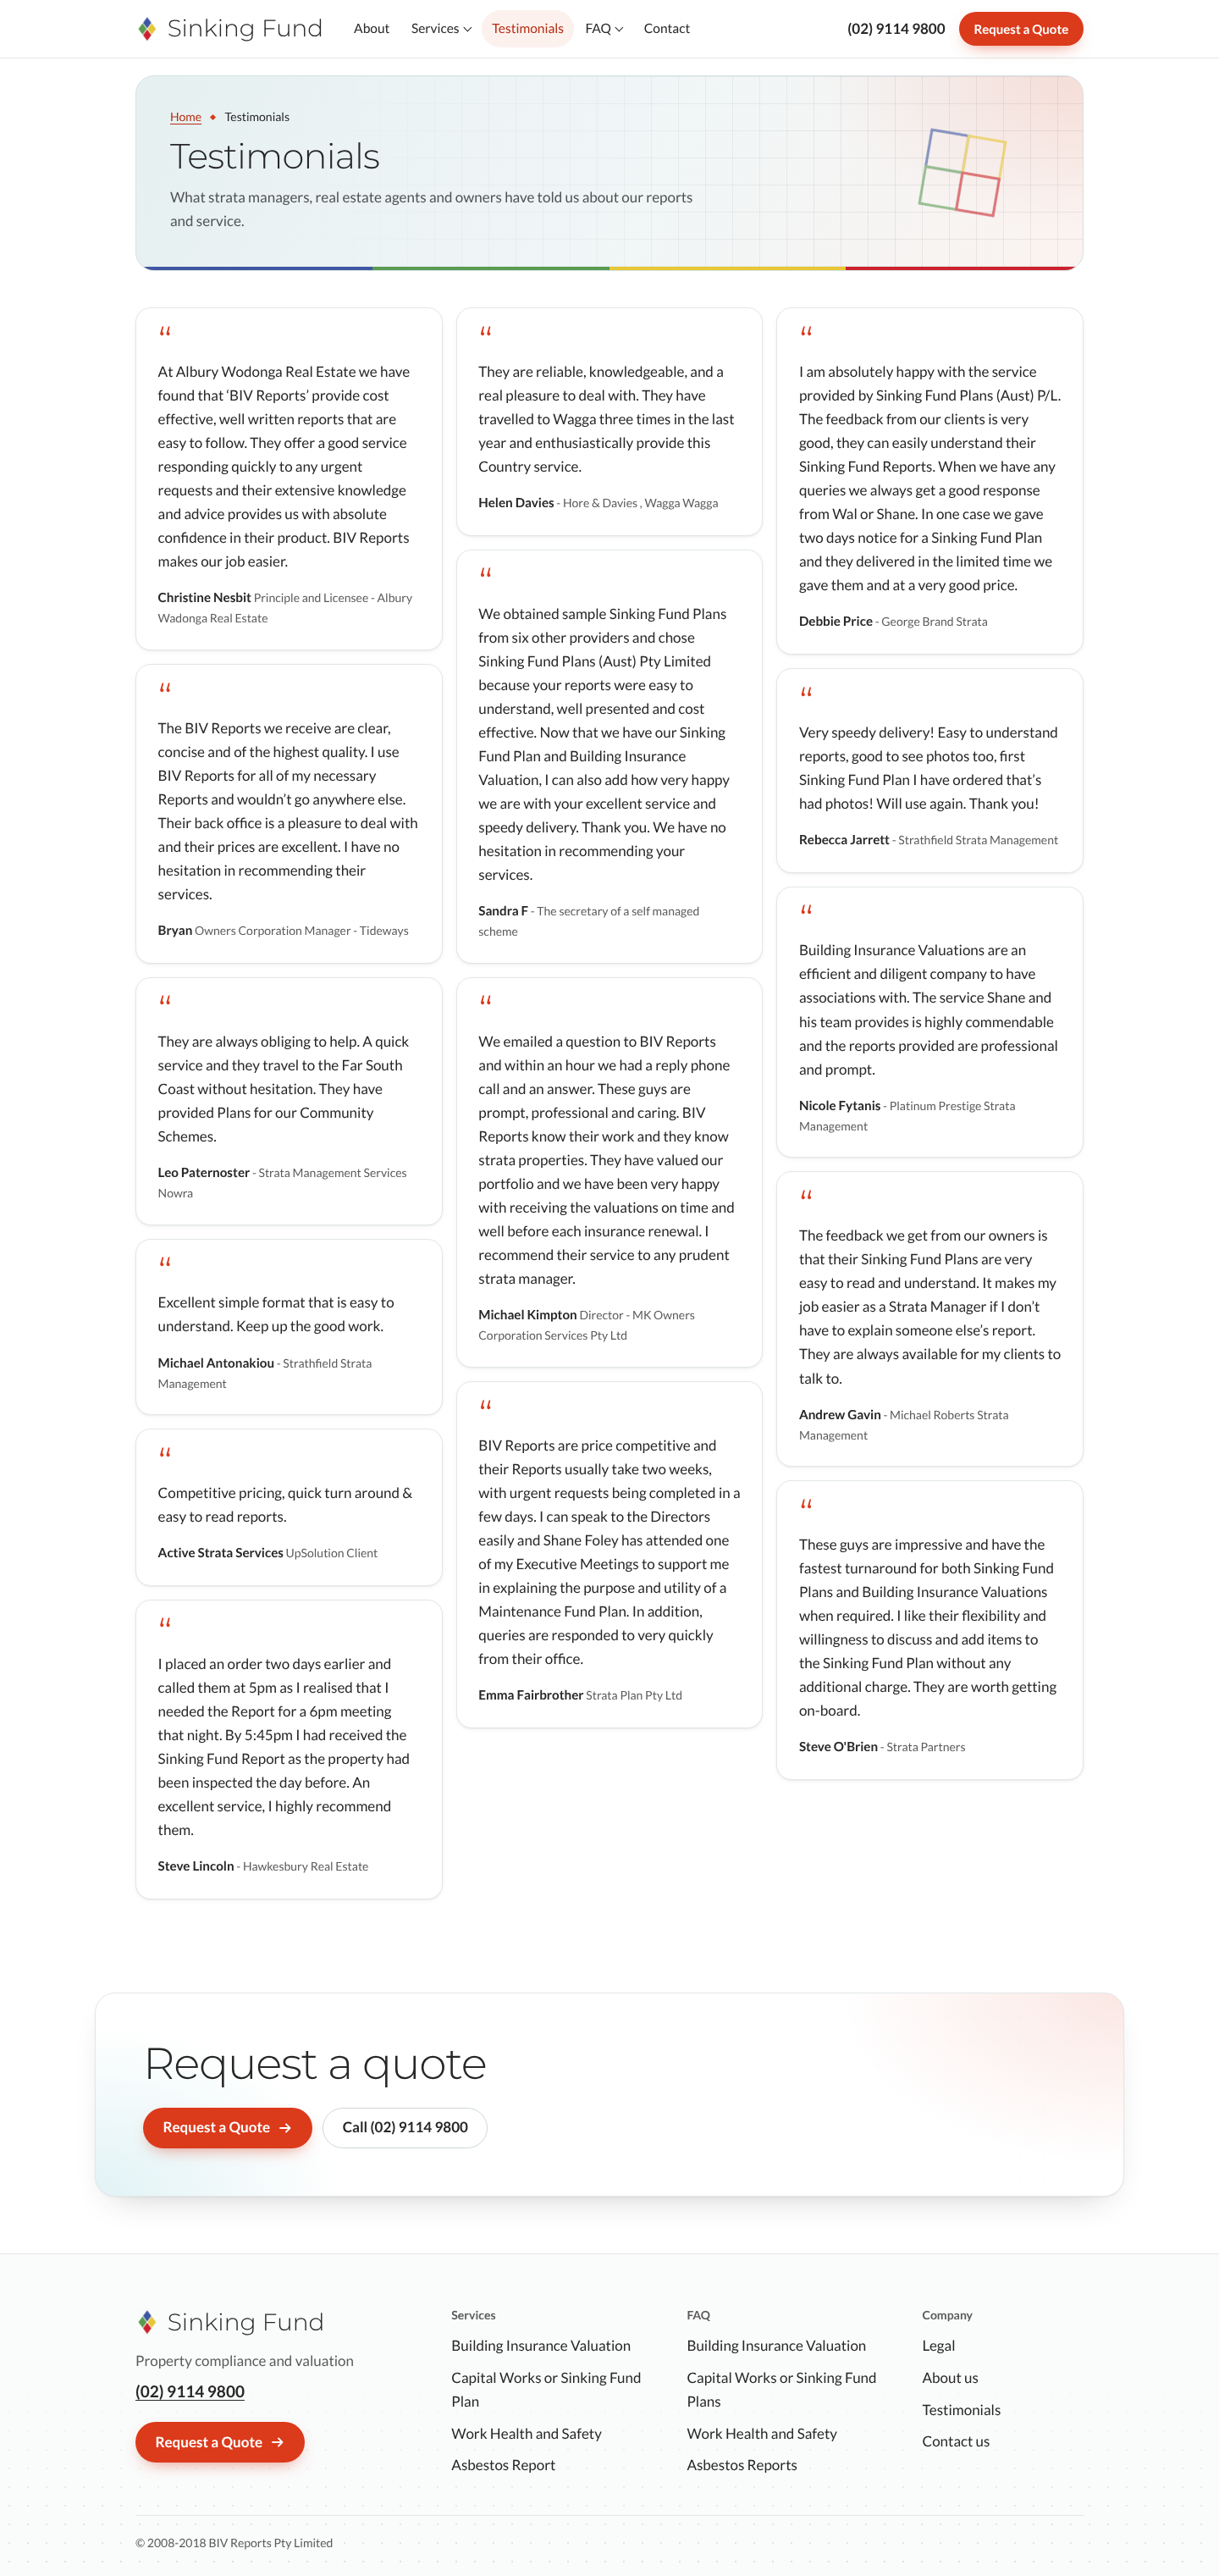 Sinking Fund
About
Services
Testimonials
FAQ
Contact
(02) 9114 9800
Request a Quote
Home
Testimonials
Testimonials
What strata managers, real estate agents and owners have told us about our reports
and service.
“
At Albury Wodonga Real Estate we have
found that ‘BIV Reports’ provide cost
effective, well written reports that are
easy to follow. They offer a good service
responding quickly to any urgent
requests and their extensive knowledge
and advice provides us with absolute
confidence in their product. BIV Reports
makes our job easier.
Christine Nesbit Principle and Licensee - Albury
Wadonga Real Estate
“
The BIV Reports we receive are clear,
concise and of the highest quality. I use
BIV Reports for all of my necessary
Reports and wouldn’t go anywhere else.
Their back office is a pleasure to deal with
and their prices are excellent. I have no
hesitation in recommending their
services.
Bryan Owners Corporation Manager - Tideways
“
They are always obliging to help. A quick
service and they travel to the Far South
Coast without hesitation. They have
provided Plans for our Community
Schemes.
Leo Paternoster - Strata Management Services
Nowra
“
Excellent simple format that is easy to
understand. Keep up the good work.
Michael Antonakiou - Strathfield Strata
Management
“
Competitive pricing, quick turn around &
easy to read reports.
Active Strata Services UpSolution Client
“
I placed an order two days earlier and
called them at 5pm as I realised that I
needed the Report for a 6pm meeting
that night. By 5:45pm I had received the
Sinking Fund Report as the property had
been inspected the day before. An
excellent service, I highly recommend
them.
Steve Lincoln - Hawkesbury Real Estate
“
They are reliable, knowledgeable, and a
real pleasure to deal with. They have
travelled to Wagga three times in the last
year and enthusiastically provide this
Country service.
Helen Davies - Hore & Davies , Wagga Wagga
“
We obtained sample Sinking Fund Plans
from six other providers and chose
Sinking Fund Plans (Aust) Pty Limited
because your reports were easy to
understand, well presented and cost
effective. Now that we have our Sinking
Fund Plan and Building Insurance
Valuation, I can also add how very happy
we are with your excellent service and
speedy delivery. Thank you. We have no
hesitation in recommending your
services.
Sandra F - The secretary of a self managed
scheme
“
We emailed a question to BIV Reports
and within an hour we had a reply phone
call and an answer. These guys are
prompt, professional and caring. BIV
Reports know their work and they know
strata properties. They have valued our
portfolio and we have been very happy
with receiving the valuations on time and
well before each insurance renewal. I
recommend their service to any prudent
strata manager.
Michael Kimpton Director - MK Owners
Corporation Services Pty Ltd
“
BIV Reports are price competitive and
their Reports usually take two weeks,
with urgent requests being completed in a
few days. I can speak to the Directors
easily and Shane Foley has attended one
of my Executive Meetings to support me
in explaining the purpose and utility of a
Maintenance Fund Plan. In addition,
queries are responded to very quickly
from their office.
Emma Fairbrother Strata Plan Pty Ltd
“
I am absolutely happy with the service
provided by Sinking Fund Plans (Aust) P/L.
The feedback from our clients is very
good, they can easily understand their
Sinking Fund Reports. When we have any
queries we always get a good response
from Wal or Shane. In one case we gave
two days notice for a Sinking Fund Plan
and they delivered in the limited time we
gave them and at a very good price.
Debbie Price - George Brand Strata
“
Very speedy delivery! Easy to understand
reports, good to see photos too, first
Sinking Fund Plan I have ordered that’s
had photos! Will use again. Thank you!
Rebecca Jarrett - Strathfield Strata Management
“
Building Insurance Valuations are an
efficient and diligent company to have
associations with. The service Shane and
his team provides is highly commendable
and the reports provided are professional
and prompt.
Nicole Fytanis - Platinum Prestige Strata
Management
“
The feedback we get from our owners is
that their Sinking Fund Plans are very
easy to read and understand. It makes my
job easier as a Strata Manager if I don’t
have to explain someone else’s report.
They are always available for my clients to
talk to.
Andrew Gavin - Michael Roberts Strata
Management
“
These guys are impressive and have the
fastest turnaround for both Sinking Fund
Plans and Building Insurance Valuations
when required. I like their flexibility and
willingness to discuss and add items to
the Sinking Fund Plan without any
additional charge. They are worth getting
on-board.
Steve O'Brien - Strata Partners
Request a quote
Request a Quote
Call (02) 9114 9800
Sinking Fund
Property compliance and valuation
(02) 9114 9800
Request a Quote
Services
Building Insurance Valuation
Capital Works or Sinking Fund
Plan
Work Health and Safety
Asbestos Report
FAQ
Building Insurance Valuation
Capital Works or Sinking Fund
Plans
Work Health and Safety
Asbestos Reports
Company
Legal
About us
Testimonials
Contact us
© 2008-2018 BIV Reports Pty Limited